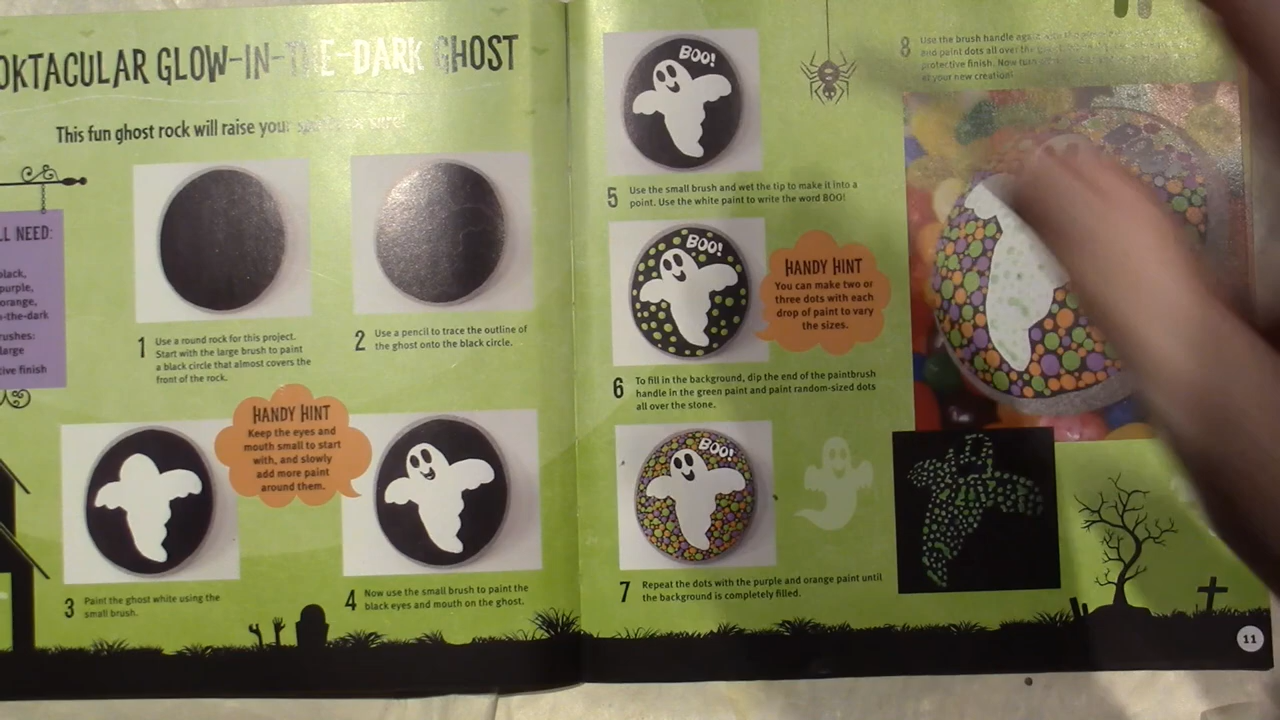 OKTACULAR GLOW-IN-THE-DARK GHOST
This fun ghost rock will raise your
LL NEED:
black,
purple,
orange,
-the-dark
rushes:
large
tive finish
1 Use a round rock for this project.
Start with the large brush to paint
a black circle that almost covers the
front of the rock.
2 Use a pencil to trace the outline of
the ghost onto the black circle.
HANDY HINT
Keep the eyes and
mouth small to start
with, and slowly
add more paint
around them.
3 Paint the ghost white using the
small brush.
4 Now use the small brush to paint the
black eyes and mouth on the ghost.
BOO!
5 Use the small brush and wet the tip to make it into a
point. Use the white paint to write the word BOO!
BOO!
HANDY HINT
You can make two or
three dots with each
drop of paint to vary
the sizes.
6 To fill in the background, dip the end of the paintbrush
handle in the green paint and paint random-sized dots
all over the stone.
BOO!
7 Repeat the dots with the purple and orange paint until
the background is completely filled.
8 Use the brush handle
and paint dots all over the
protective finish. Now turn
at your new creation!
11